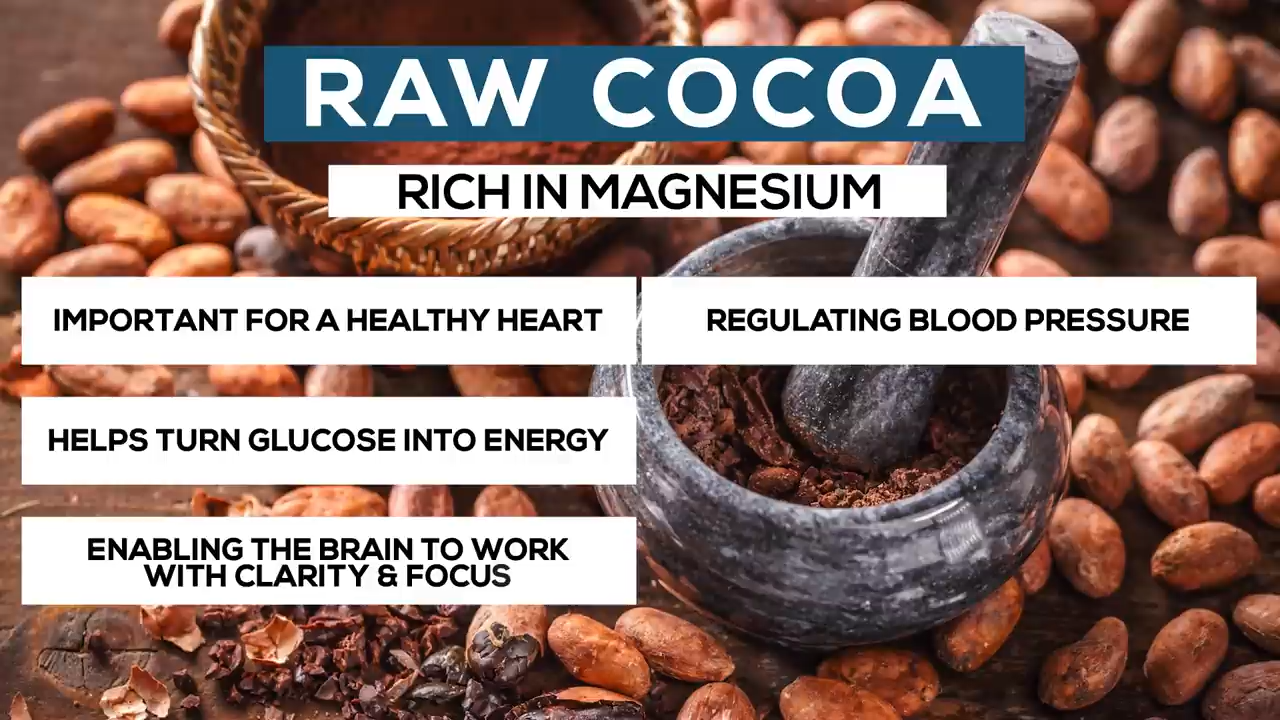 RAW COCOA
RICH IN MAGNESIUM
IMPORTANT FOR A HEALTHY HEART
REGULATING BLOOD PRESSURE
HELPS TURN GLUCOSE INTO ENERGY
ENABLING THE BRAIN TO WORK
WITH CLARITY & FOCUS